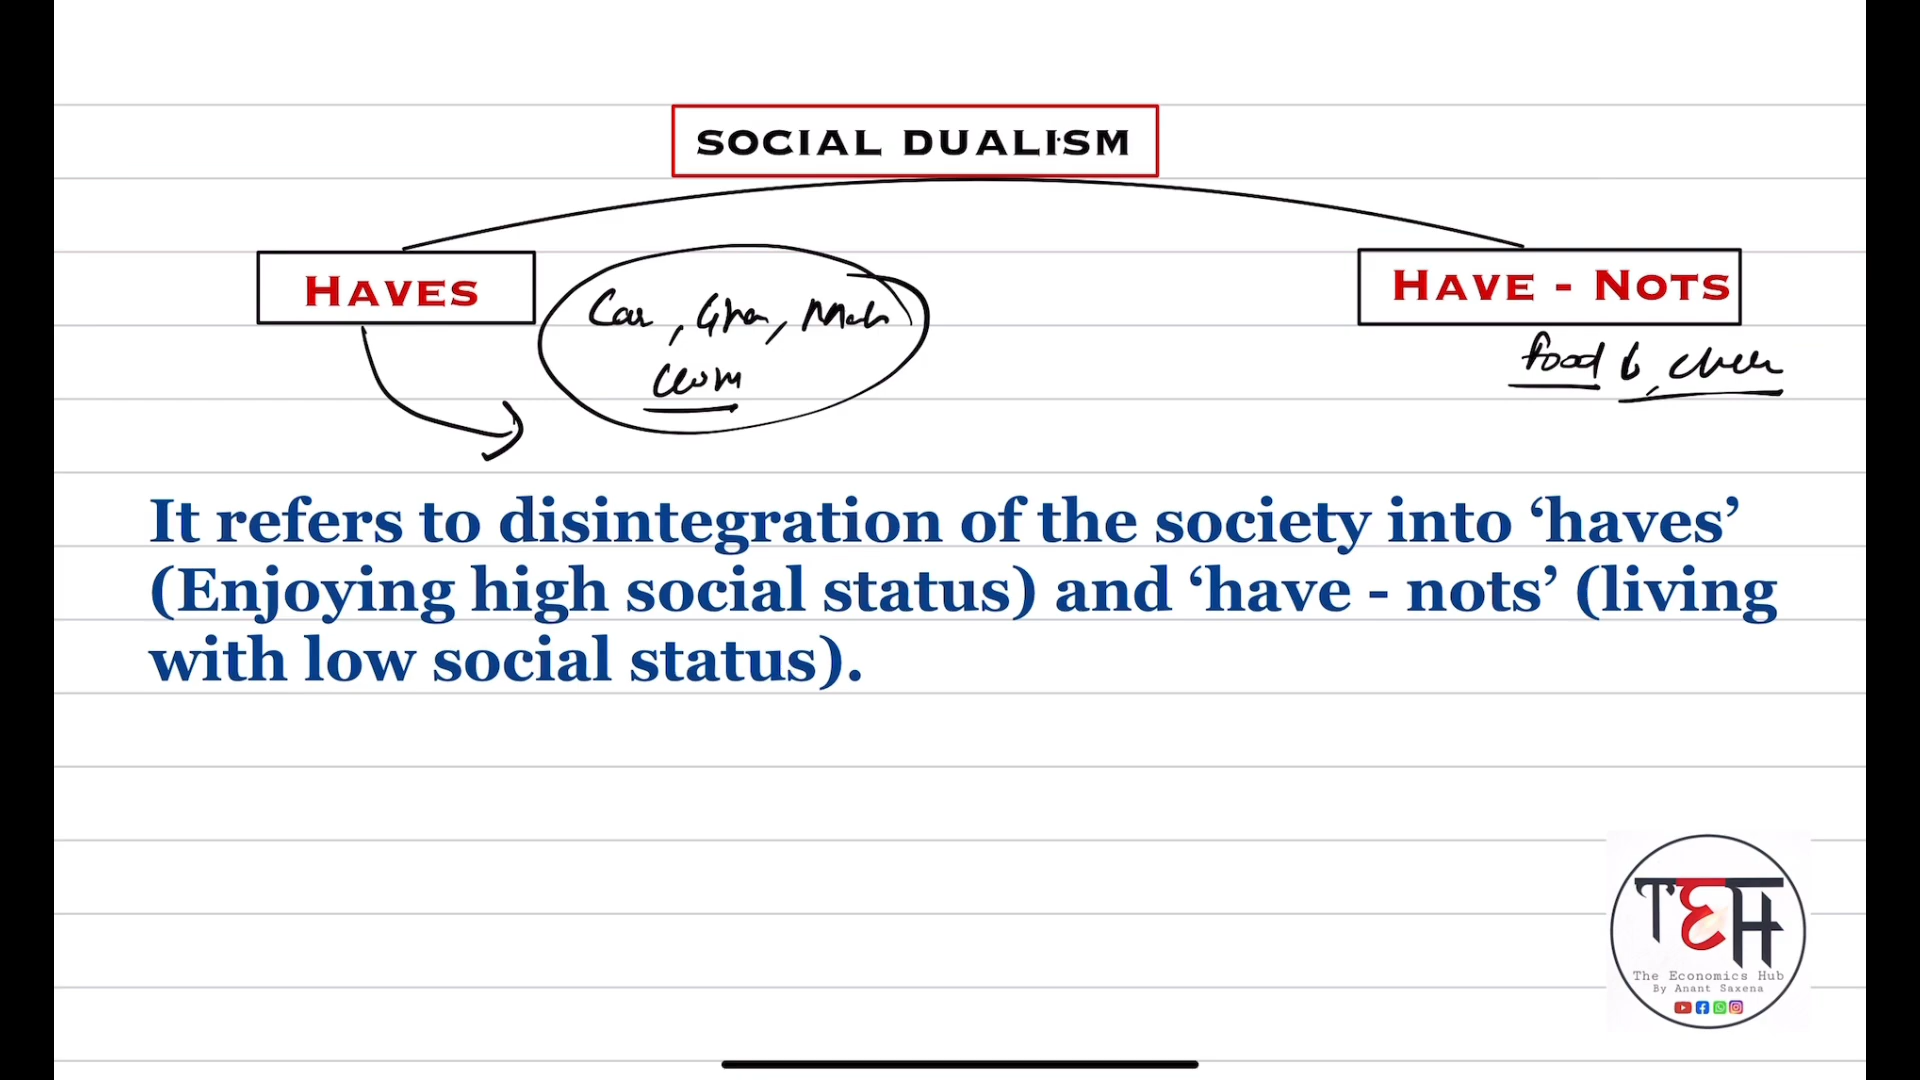 SOCIAL DUALISM
HAVES
HAVE - NOTS
Car
food
It refers to disintegration of the society into ‘haves’
(Enjoying high social status) and ‘have - nots’ (living
with low social status).
TEH
The Economics Hub
By Anant Saxena